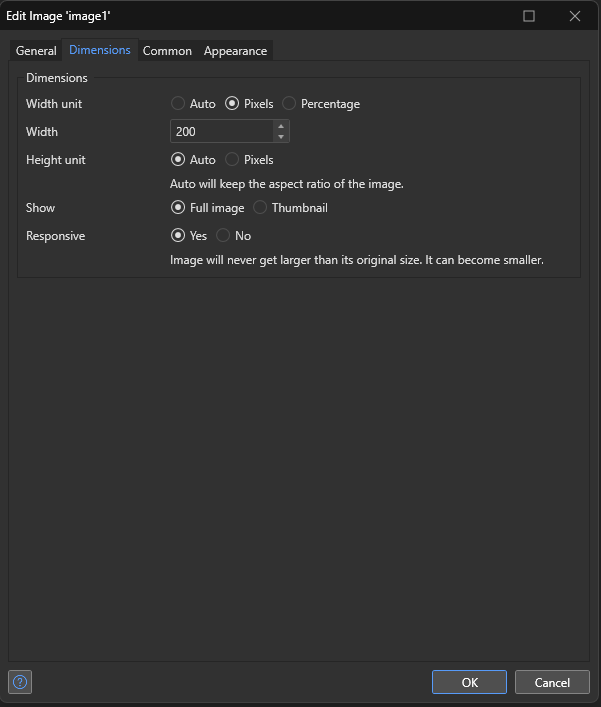 Edit Image 'image1'
General Dimensions Common Appearance
Dimensions
Width unit Auto Pixels Percentage
Width 200
Height unit Auto Pixels
Auto will keep the aspect ratio of the image.
Show Full image Thumbnail
Responsive Yes No
Image will never get larger than its original size. It can become smaller.
? OK Cancel